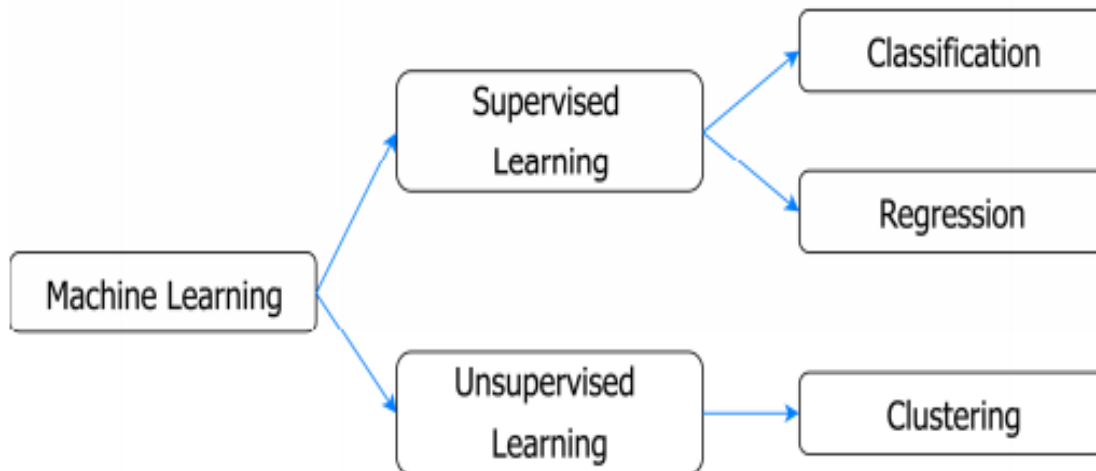 Classification
Supervised
Learning
Regression
Machine Learning
Unsupervised
Learning
Clustering